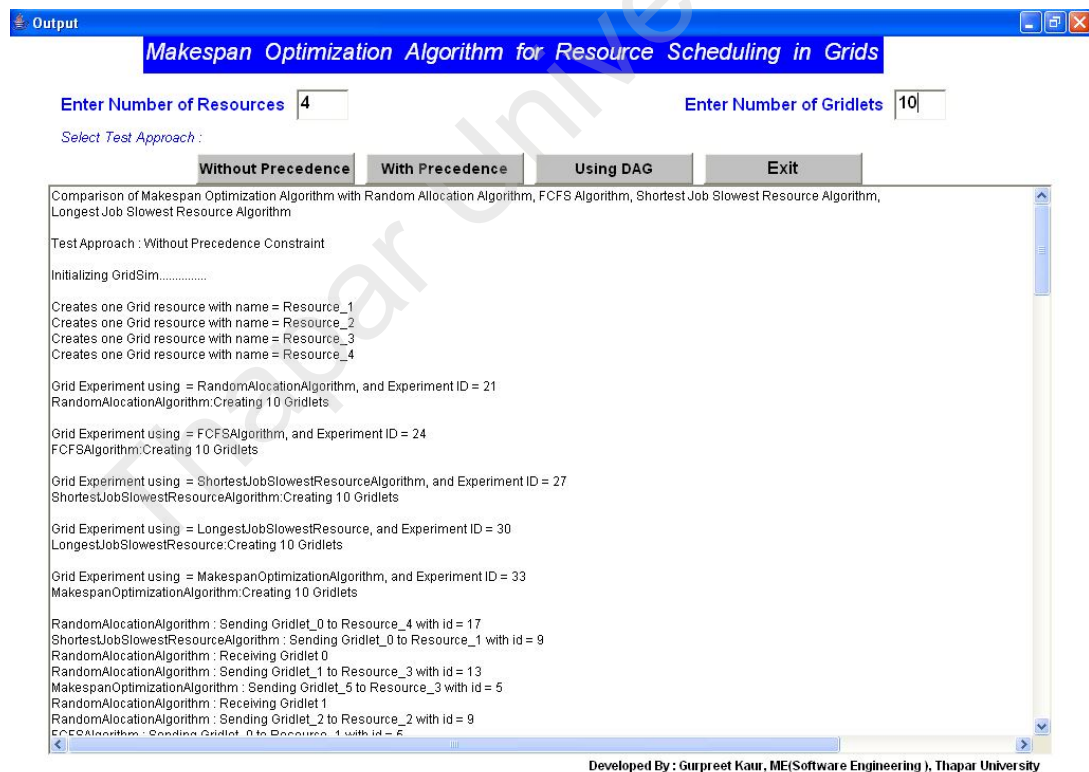 Output
Makespan Optimization Algorithm for Resource Scheduling in Grids
Enter Number of Resources 4
Enter Number of Gridlets 10
Select Test Approach :
Without Precedence
With Precedence
Using DAG
Exit
Comparison of Makespan Optimization Algorithm with Random Allocation Algorithm, FCFS Algorithm, Shortest Job Slowest Resource Algorithm,
Longest Job Slowest Resource Algorithm
Test Approach : Without Precedence Constraint
Initializing GridSim...............
Creates one Grid resource with name = Resource_1
Creates one Grid resource with name = Resource_2
Creates one Grid resource with name = Resource_3
Creates one Grid resource with name = Resource_4
Grid Experiment using = RandomAlocationAlgorithm, and Experiment ID = 21
RandomAlocationAlgorithm:Creating 10 Gridlets
Grid Experiment using = FCFSAlgorithm, and Experiment ID = 24
FCFSAlgorithm:Creating 10 Gridlets
Grid Experiment using = ShortestJobSlowestResourceAlgorithm, and Experiment ID = 27
ShortestJobSlowestResourceAlgorithm:Creating 10 Gridlets
Grid Experiment using = LongestJobSlowestResource, and Experiment ID = 30
LongestJobSlowestResource:Creating 10 Gridlets
Grid Experiment using = MakespanOptimizationAlgorithm, and Experiment ID = 33
MakespanOptimizationAlgorithm:Creating 10 Gridlets
RandomAlocationAlgorithm : Sending Gridlet_0 to Resource_4 with id = 17
ShortestJobSlowestResourceAlgorithm : Sending Gridlet_0 to Resource_1 with id = 9
RandomAlocationAlgorithm : Receiving Gridlet 0
RandomAlocationAlgorithm : Sending Gridlet_1 to Resource_3 with id = 13
MakespanOptimizationAlgorithm : Sending Gridlet_5 to Resource_3 with id = 5
RandomAlocationAlgorithm : Receiving Gridlet 1
RandomAlocationAlgorithm : Sending Gridlet_2 to Resource_2 with id = 9
FCFSAlgorithm : Sending Gridlet_0 to Resource_1 with id = 5
Developed By : Gurpreet Kaur, ME(Software Engineering ), Thapar University
Thapar Unive